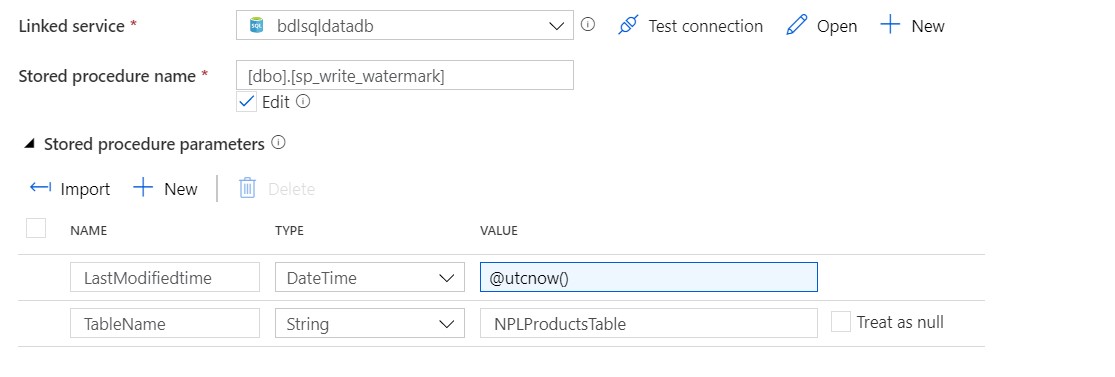 Linked service * bdlsqldatadb Test connection Open New
Stored procedure name * [dbo].[sp_write_watermark]
Edit
Stored procedure parameters
Import New Delete
NAME TYPE VALUE
LastModifiedtime DateTime @utcnow()
TableName String NPLProductsTable Treat as null